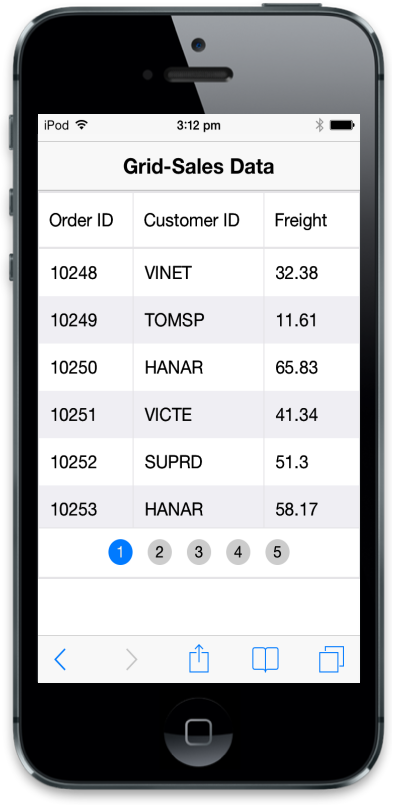 iPod 3:12 pm
Grid-Sales Data
Order ID Customer ID Freight
10248 VINET 32.38
10249 TOMSP 11.61
10250 HANAR 65.83
10251 VICTE 41.34
10252 SUPRD 51.3
10253 HANAR 58.17
1 2 3 4 5